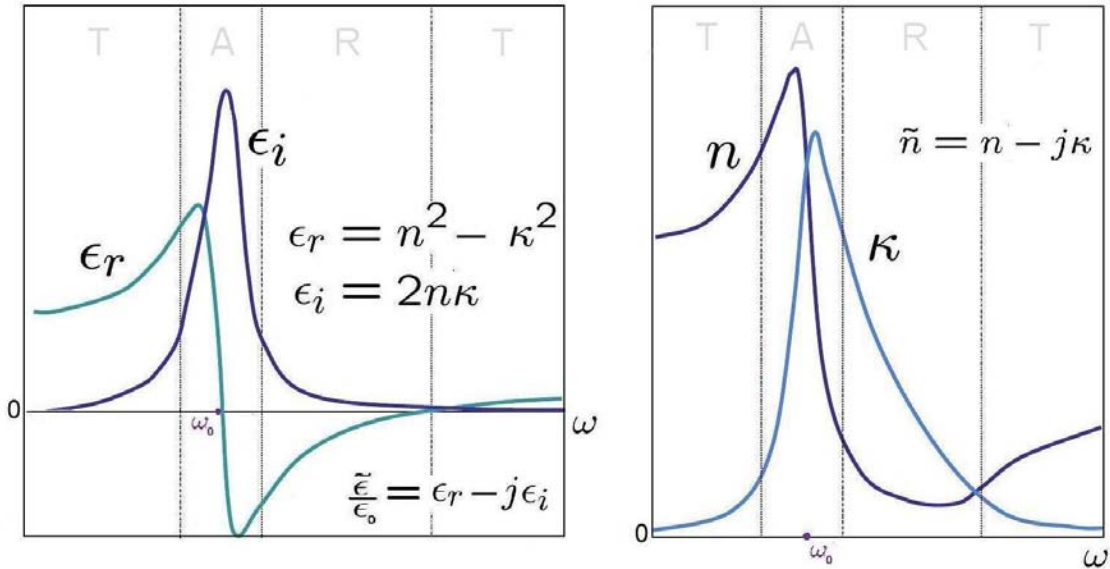 T A R T
ϵᵢ
ϵᵣ
ϵᵣ = n² − κ²
ϵᵢ = 2nκ
0
ω₀
ω
ϵ̃/ϵ₀ = ϵᵣ − jϵᵢ
T A R T
n
ñ = n − jκ
κ
0
ω₀
ω